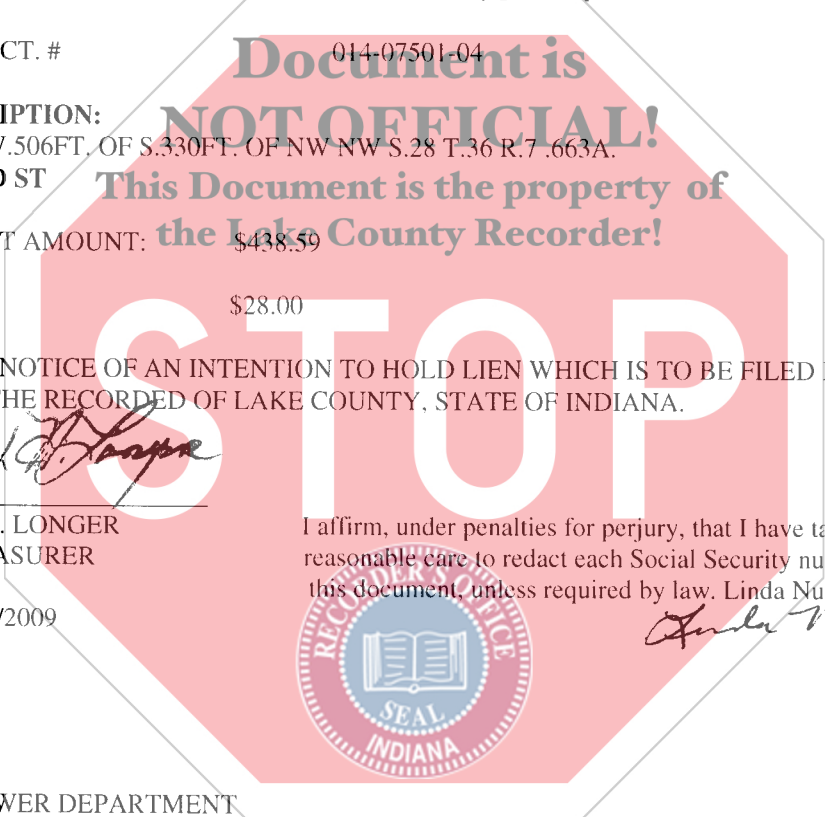 CT. # 014-07501-04
Document is
IPTION:
NOT OFFICIAL!
.506FT. OF S.330FT. OF NW NW S.28 T.36 R.7 .663A.
ST
This Document is the property of
the Lake County Recorder!
T AMOUNT: $438.59
$28.00
STOP
NOTICE OF AN INTENTION TO HOLD LIEN WHICH IS TO BE FILED
HE RECORDED OF LAKE COUNTY, STATE OF INDIANA.
. LONGER
ASURER
I affirm, under penalties for perjury, that I have ta
reasonable care to redact each Social Security nu
this document, unless required by law. Linda Nu
/2009
RECORDER'S OFFICE
SEAL
INDIANA
WER DEPARTMENT